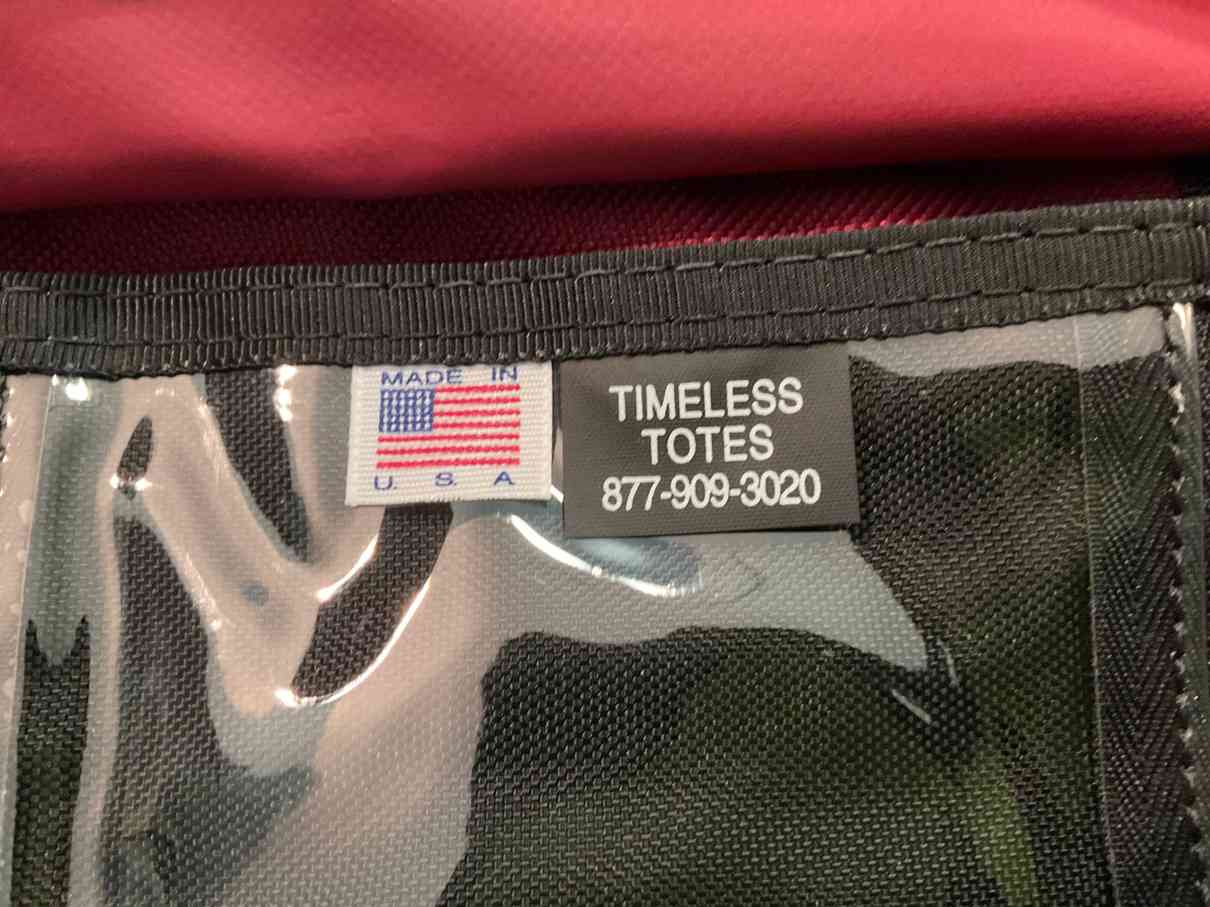 MADE IN
U. S. A
TIMELESS
TOTES
877-909-3020